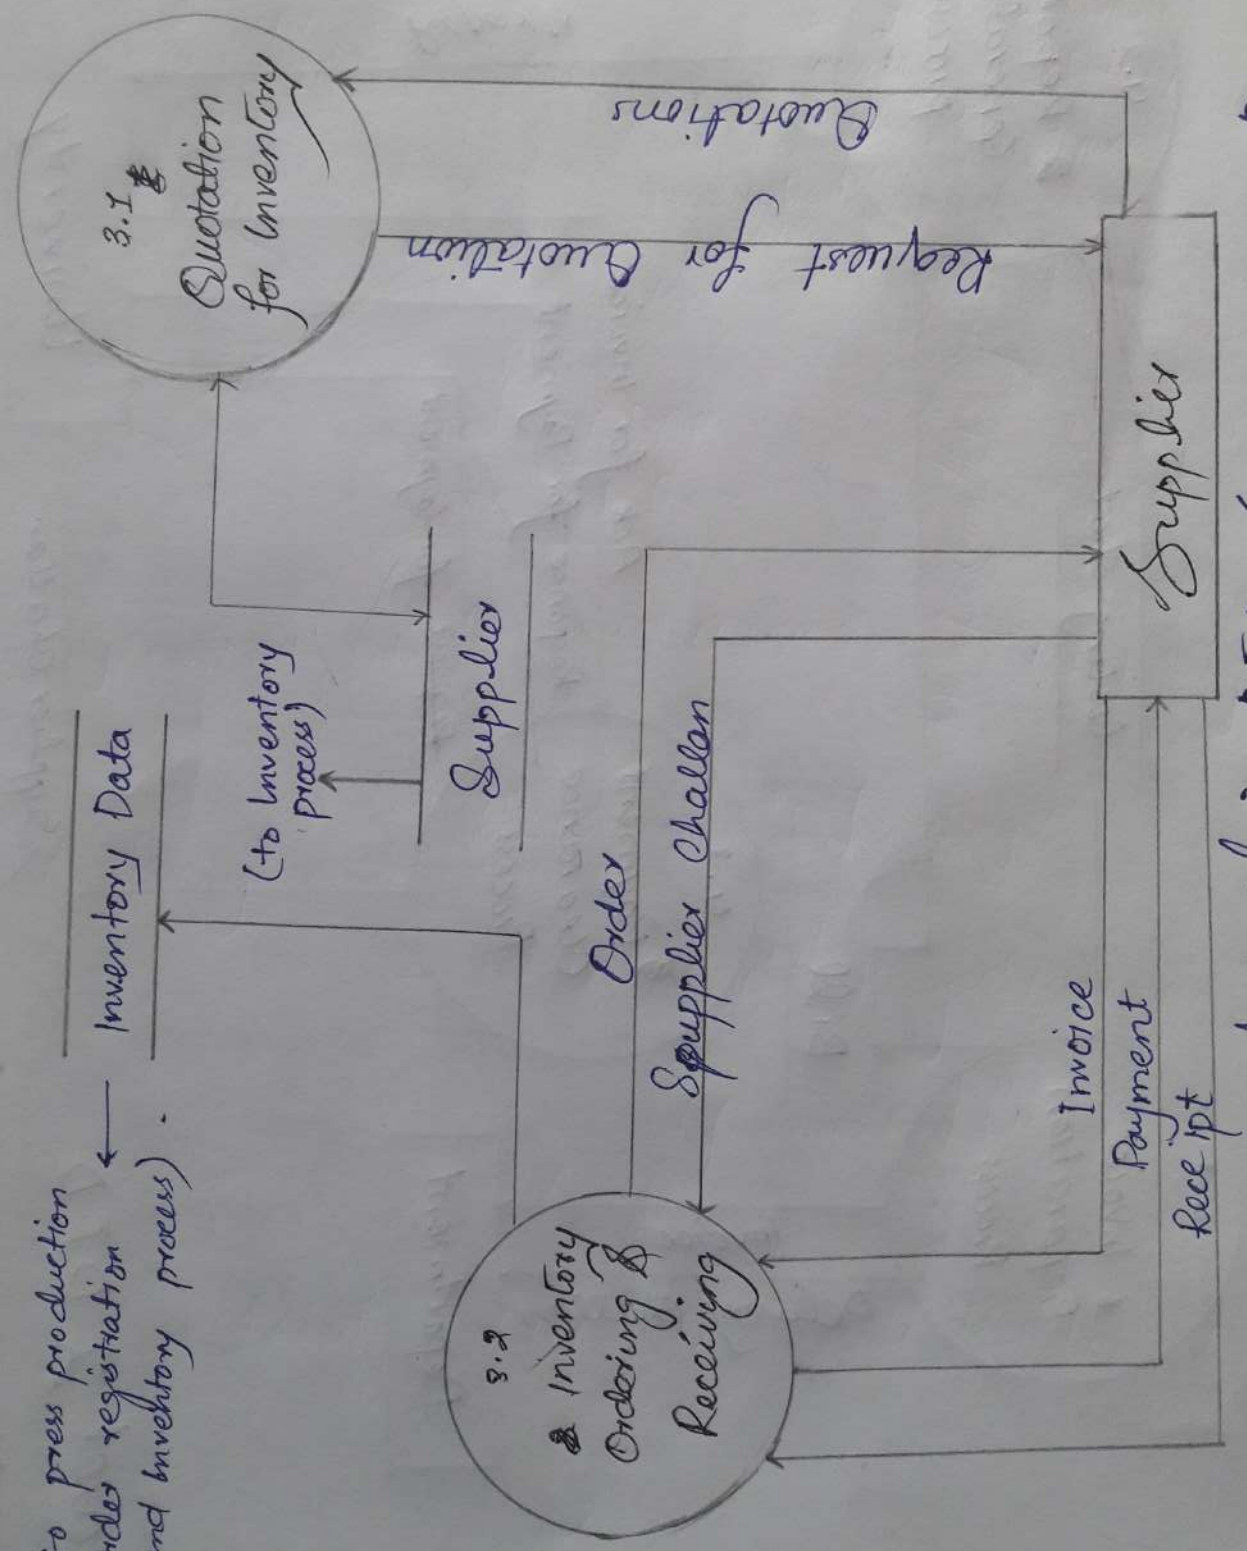 to press production
order registration
and inventory process).
Inventory Data
(to Inventory
process)
Supplier
3.1
Quotation
for Inventory
Quotations
Request for Quotation
Order
Supplier Challan
3.2
Inventory
Ordering &
Receiving
Invoice
Payment
Receipt
Supplier